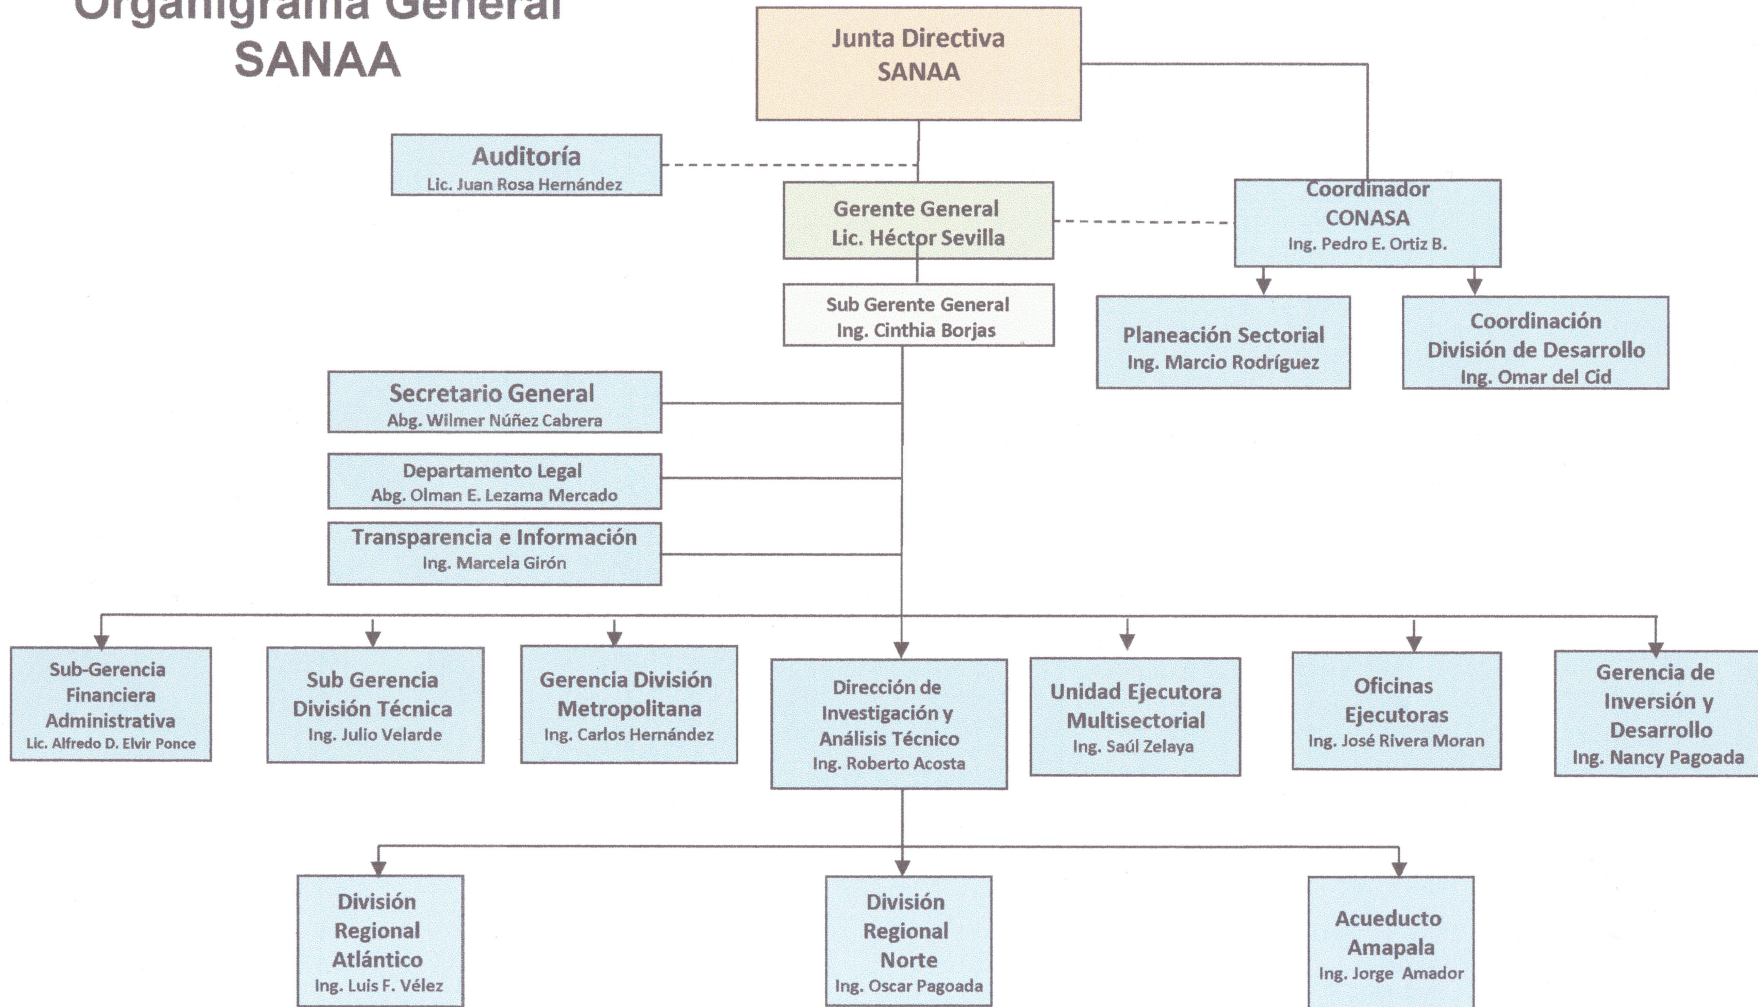 Organigrama General
SANAA
Junta Directiva
SANAA
Auditoría
Lic. Juan Rosa Hernández
Gerente General
Lic. Héctor Sevilla
Coordinador
CONASA
Ing. Pedro E. Ortiz B.
Sub Gerente General
Ing. Cinthia Borjas
Planeación Sectorial
Ing. Marcio Rodríguez
Coordinación
División de Desarrollo
Ing. Omar del Cid
Secretario General
Abg. Wilmer Núñez Cabrera
Departamento Legal
Abg. Olman E. Lezama Mercado
Transparencia e Información
Ing. Marcela Girón
Sub-Gerencia
Financiera
Administrativa
Lic. Alfredo D. Elvir Ponce
Sub Gerencia
División Técnica
Ing. Julio Velarde
Gerencia División
Metropolitana
Ing. Carlos Hernández
Dirección de
Investigación y
Análisis Técnico
Ing. Roberto Acosta
Unidad Ejecutora
Multisectorial
Ing. Saúl Zelaya
Oficinas
Ejecutoras
Ing. José Rivera Moran
Gerencia de
Inversión y
Desarrollo
Ing. Nancy Pagoada
División
Regional
Atlántico
Ing. Luis F. Vélez
División
Regional
Norte
Ing. Oscar Pagoada
Acueducto
Amapala
Ing. Jorge Amador